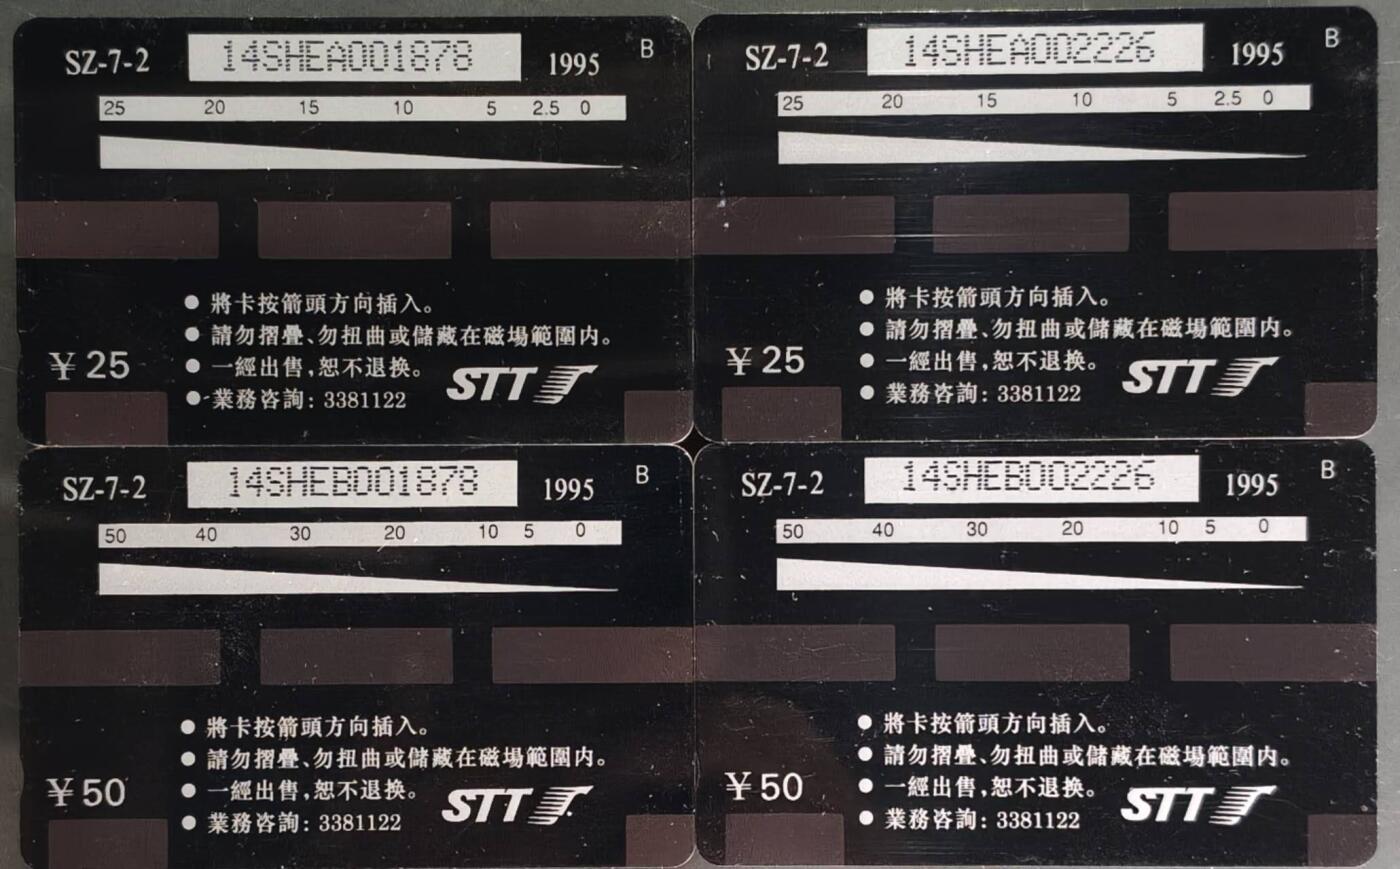 SZ-7-2 14SHEA001878 1995 B
25 20 15 10 5 2.5 0
● 將卡按箭頭方向插入。
● 請勿摺疊、勿扭曲或儲藏在磁場範圍内。
● 一經出售,恕不退换。
● 業務咨詢: 3381122
¥25
STT
SZ-7-2 14SHEA002226 1995 B
25 20 15 10 5 2.5 0
● 將卡按箭頭方向插入。
● 請勿摺疊、勿扭曲或儲藏在磁場範圍内。
● 一經出售,恕不退换。
● 業務咨詢: 3381122
¥25
STT
SZ-7-2 14SHEB001878 1995 B
50 40 30 20 10 5 0
● 將卡按箭頭方向插入。
● 請勿摺疊、勿扭曲或儲藏在磁場範圍内。
● 一經出售,恕不退换。
● 業務咨詢: 3381122
¥50
STT
SZ-7-2 14SHEB002226 1995 B
50 40 30 20 10 5 0
● 將卡按箭頭方向插入。
● 請勿摺疊、勿扭曲或儲藏在磁場範圍内。
● 一經出售,恕不退换。
● 業務咨詢: 3381122
¥50
STT